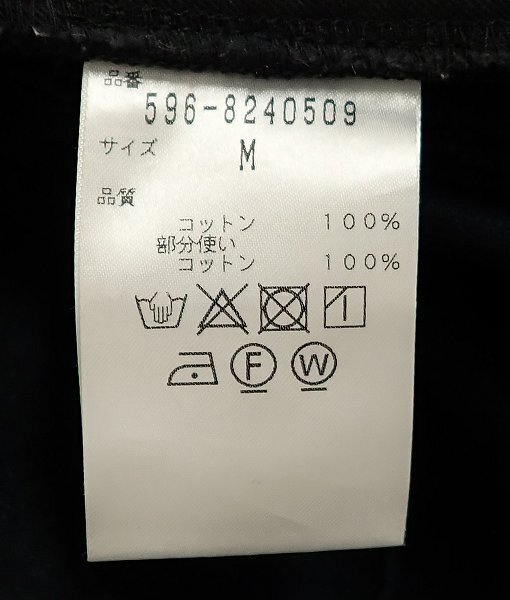 品番
596-8240509
サイズ M
品質
コットン 100%
部分使い
コットン 100%
F W